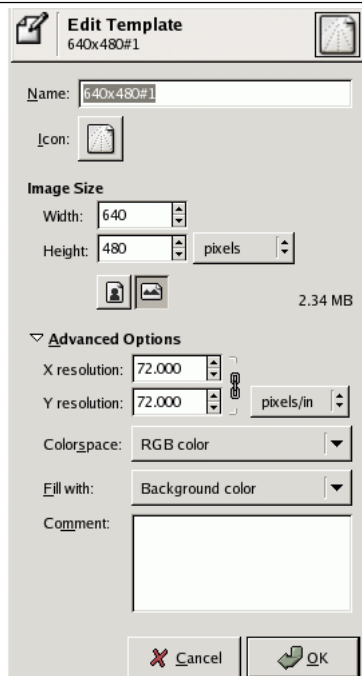 Edit Template
640x480#1
Name: 640x480#1
Icon:
Image Size
Width: 640
Height: 480 pixels
2.34 MB
Advanced Options
X resolution: 72.000
Y resolution: 72.000 pixels/in
Colorspace: RGB color
Fill with: Background color
Comment:
Cancel OK